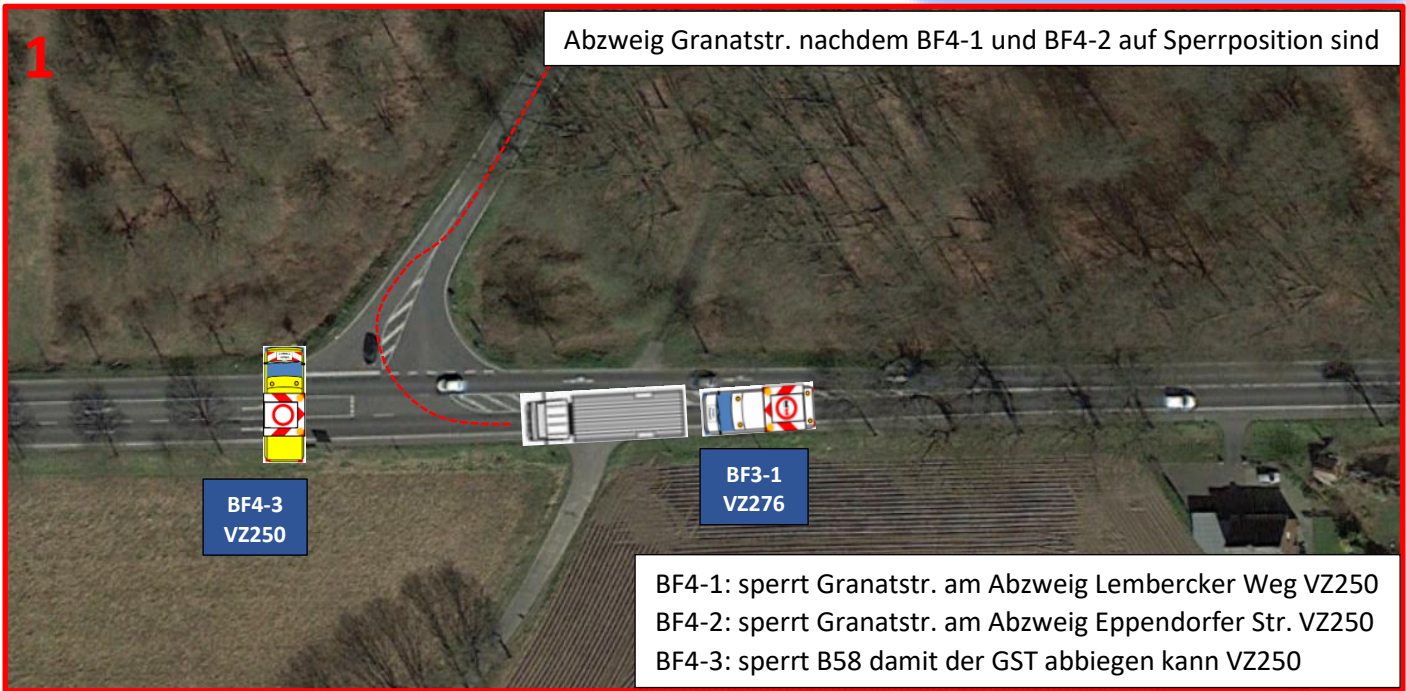 1
Abzweig Granatstr. nachdem BF4-1 und BF4-2 auf Sperrposition sind
BF4-3
VZ250
BF3-1
VZ276
BF4-1: sperrt Granatstr. am Abzweig Lembercker Weg VZ250
BF4-2: sperrt Granatstr. am Abzweig Eppendorfer Str. VZ250
BF4-3: sperrt B58 damit der GST abbiegen kann VZ250